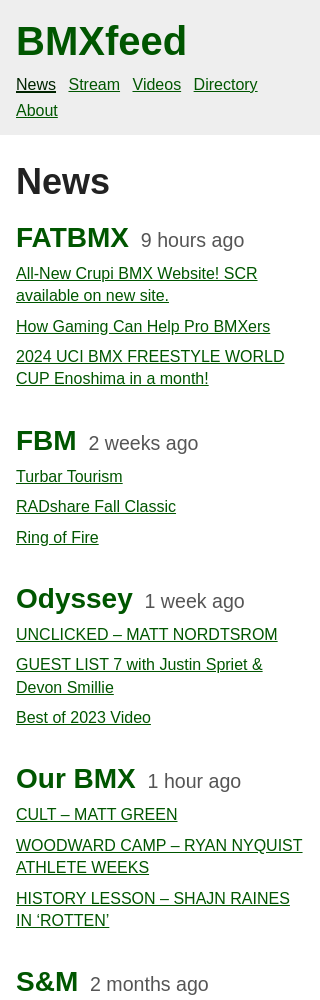 BMXfeed
News Stream Videos Directory
About
News
FATBMX 9 hours ago
All-New Crupi BMX Website! SCR
available on new site.
How Gaming Can Help Pro BMXers
2024 UCI BMX FREESTYLE WORLD
CUP Enoshima in a month!
FBM 2 weeks ago
Turbar Tourism
RADshare Fall Classic
Ring of Fire
Odyssey 1 week ago
UNCLICKED – MATT NORDTSROM
GUEST LIST 7 with Justin Spriet &
Devon Smillie
Best of 2023 Video
Our BMX 1 hour ago
CULT – MATT GREEN
WOODWARD CAMP – RYAN NYQUIST
ATHLETE WEEKS
HISTORY LESSON – SHAJN RAINES
IN ‘ROTTEN’
S&M 2 months ago